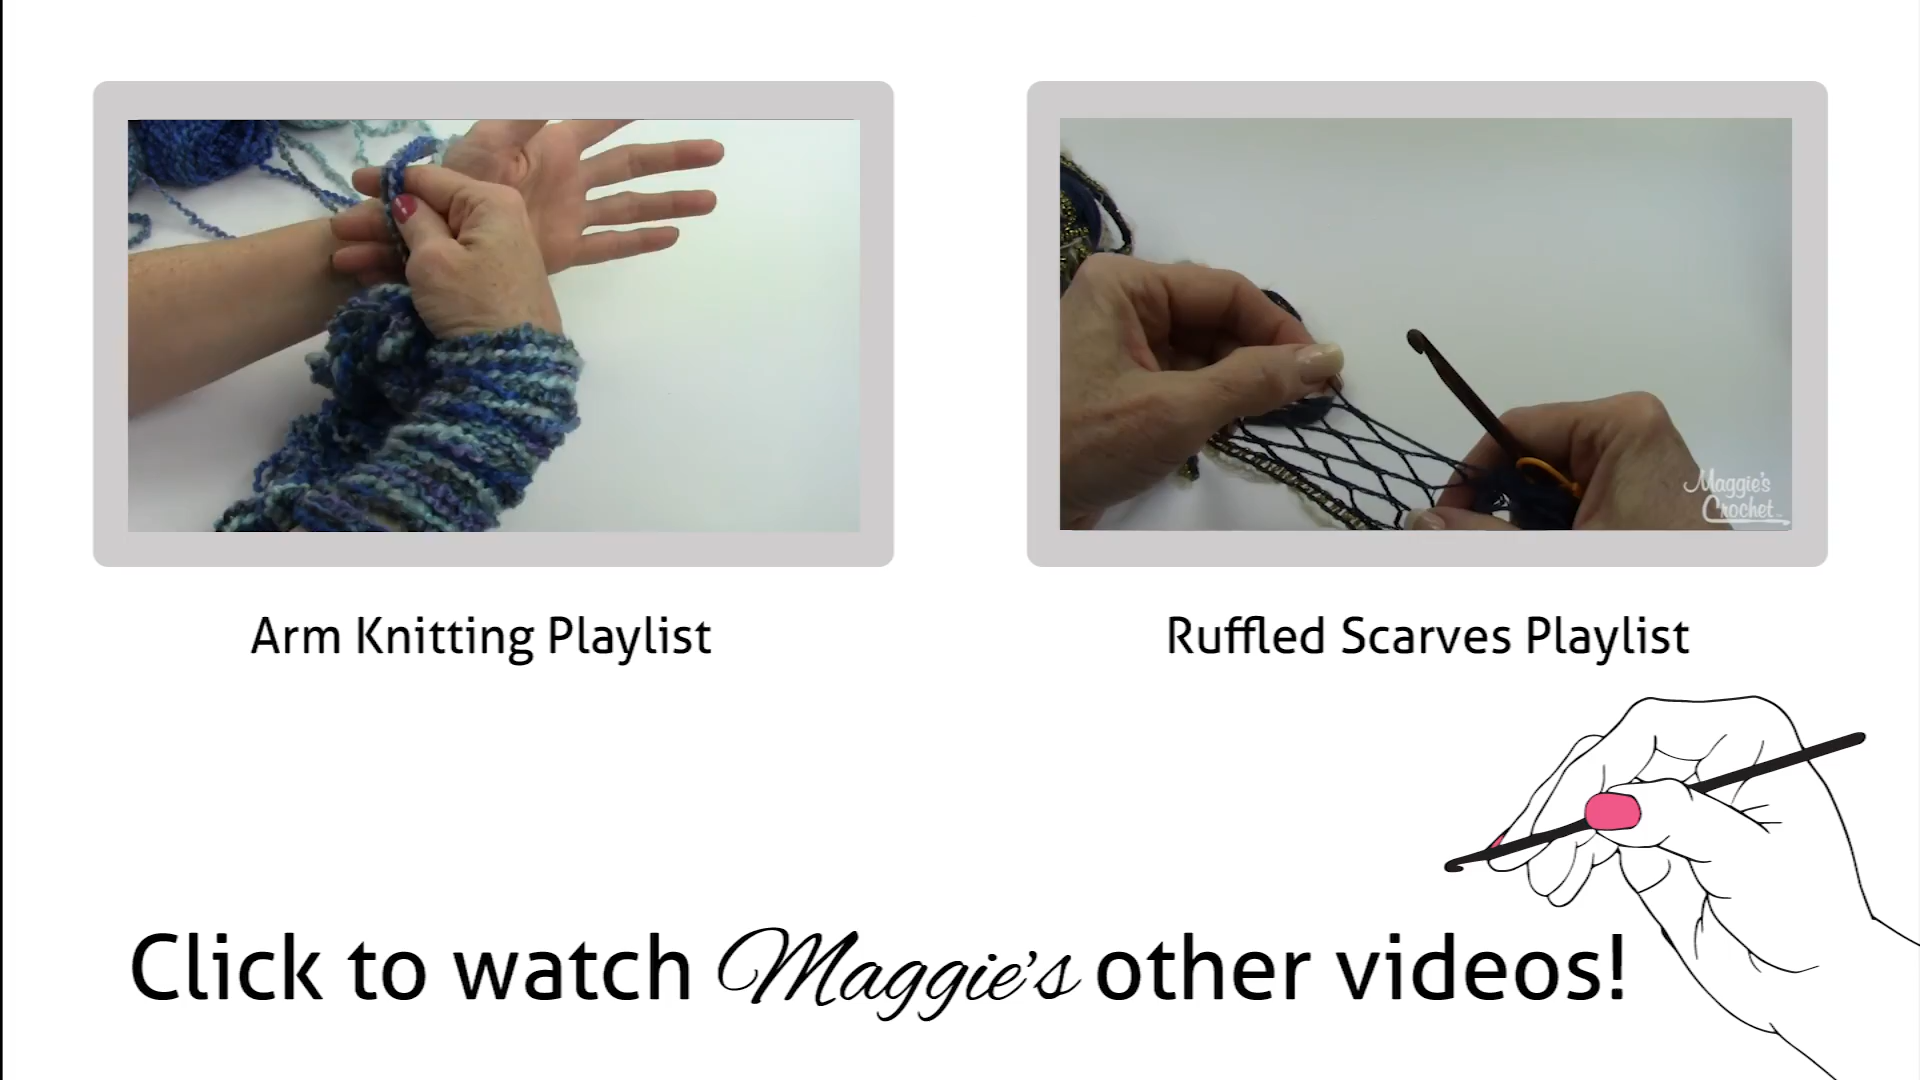 Maggie's
Crochet
Arm Knitting Playlist
Ruffled Scarves Playlist
Click to watch Maggie's other videos!